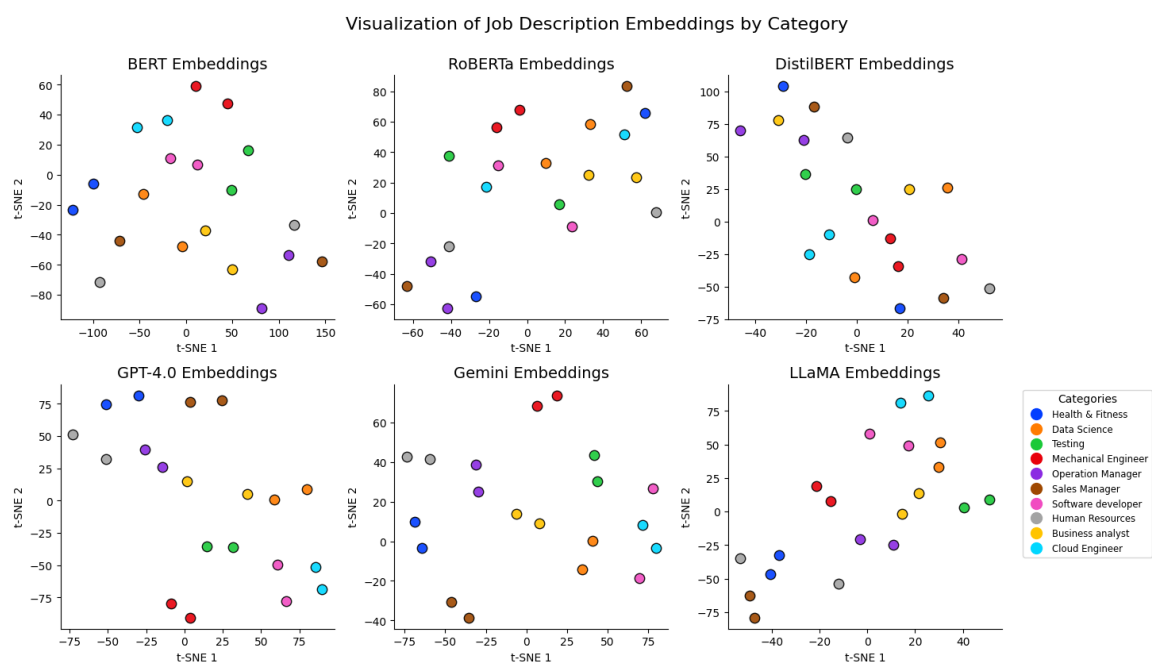 Visualization of Job Description Embeddings by Category
BERT Embeddings
60
40
20
0
−20
−40
−60
−80
t-SNE 2
−100
−50
0
50
100
150
t-SNE 1
RoBERTa Embeddings
80
60
40
20
0
−20
−40
−60
t-SNE 2
−60
−40
−20
0
20
40
60
t-SNE 1
DistilBERT Embeddings
100
75
50
25
0
−25
−50
−75
t-SNE 2
−40
−20
0
20
40
t-SNE 1
GPT-4.0 Embeddings
75
50
25
0
−25
−50
−75
t-SNE 2
−75
−50
−25
0
25
50
75
t-SNE 1
Gemini Embeddings
60
40
20
0
−20
−40
t-SNE 2
−75
−50
−25
0
25
50
75
t-SNE 1
LLaMA Embeddings
75
50
25
0
−25
−50
−75
t-SNE 2
−40
−20
0
20
40
t-SNE 1
Categories
Health & Fitness
Data Science
Testing
Mechanical Engineer
Operation Manager
Sales Manager
Software developer
Human Resources
Business analyst
Cloud Engineer